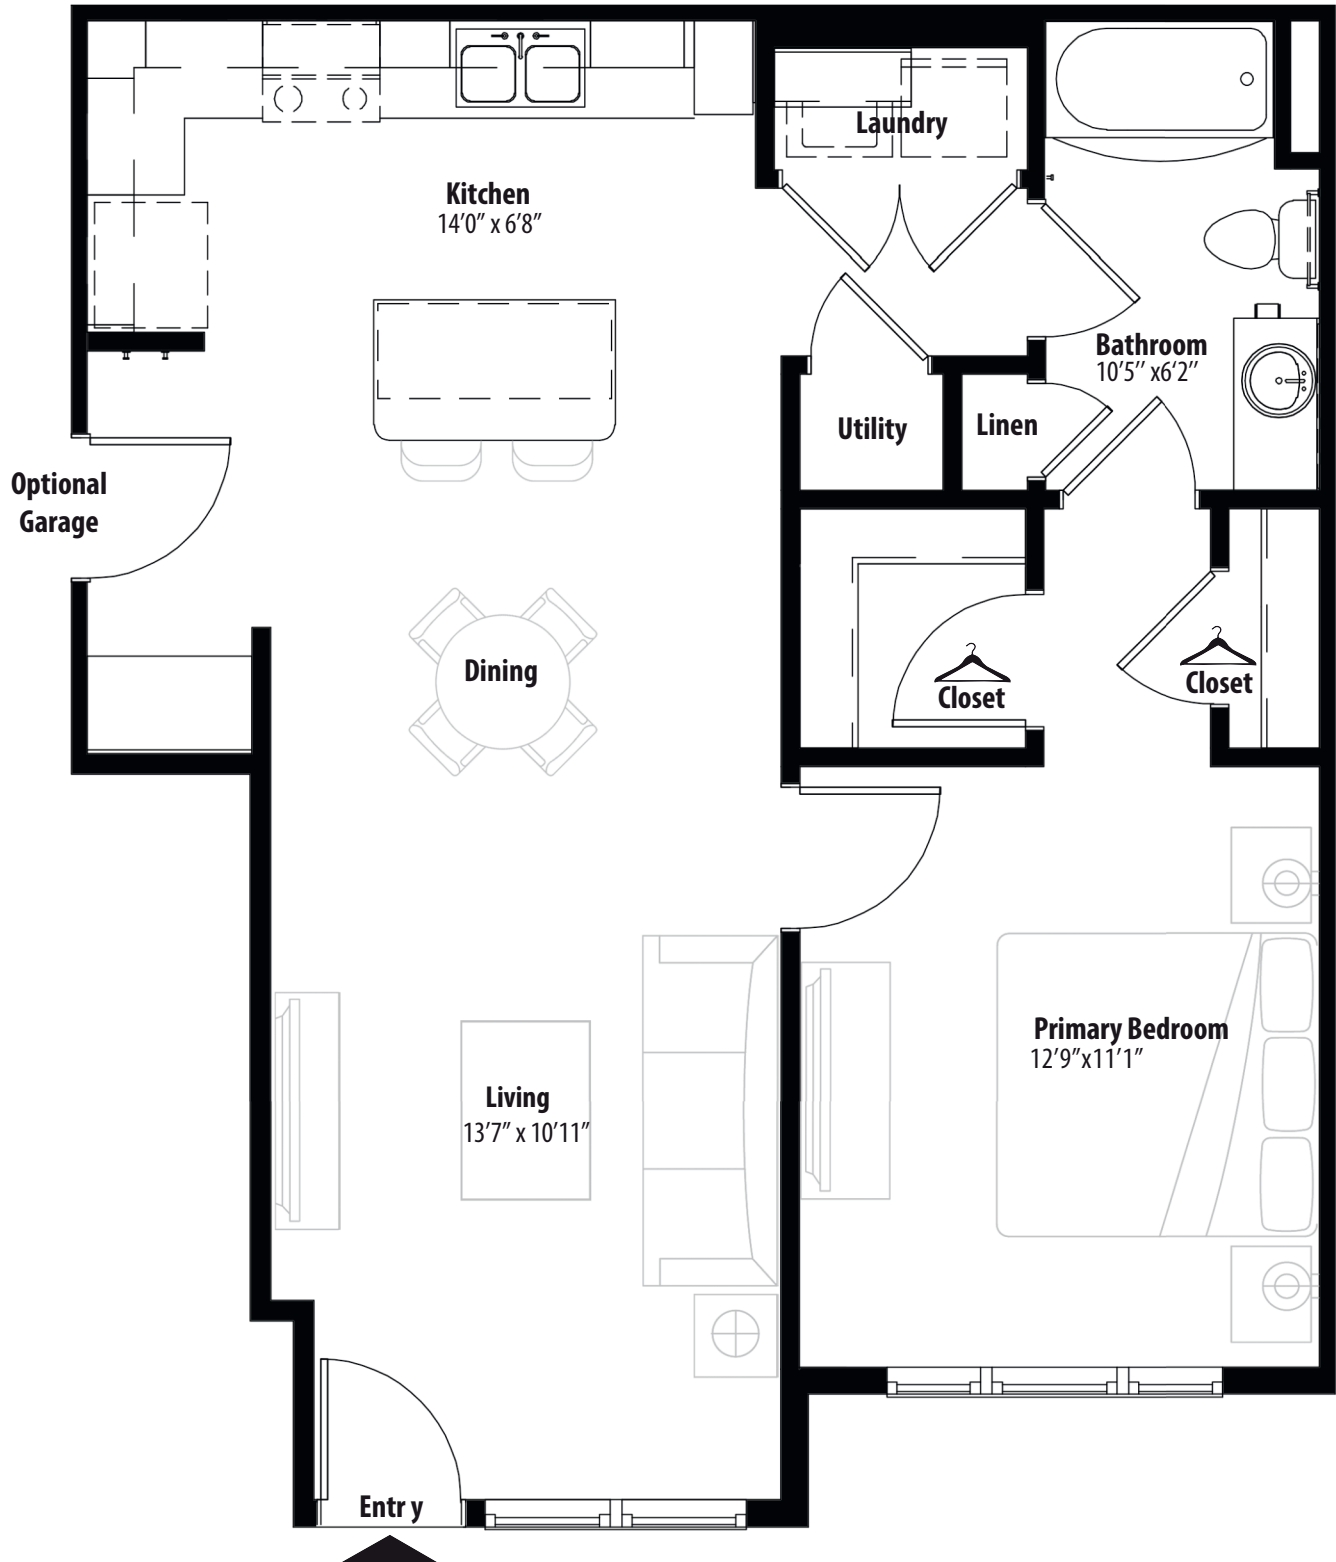 Laundry
Kitchen
14'0" x 6'8"
Bathroom
10'5'' x6'2''
Utility
Linen
Optional
Garage
Dining
Closet
Closet
Primary Bedroom
12'9"x11'1"
Living
13'7" x 10'11"
Entry